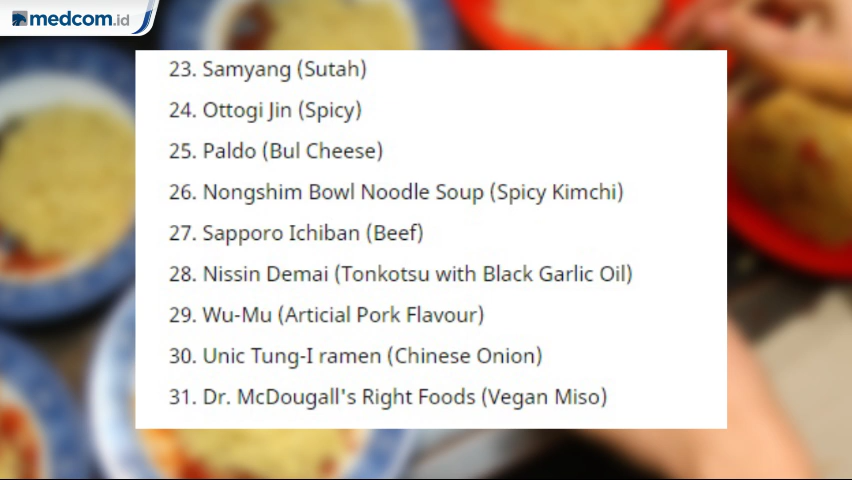 medcom.id
23. Samyang (Sutah)
24. Ottogi Jin (Spicy)
25. Paldo (Bul Cheese)
26. Nongshim Bowl Noodle Soup (Spicy Kimchi)
27. Sapporo Ichiban (Beef)
28. Nissin Demai (Tonkotsu with Black Garlic Oil)
29. Wu-Mu (Articial Pork Flavour)
30. Unic Tung-I ramen (Chinese Onion)
31. Dr. McDougall's Right Foods (Vegan Miso)